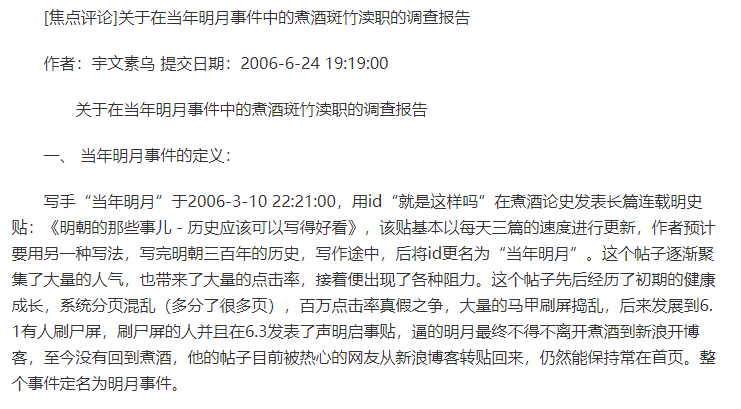 [焦点评论]关于在当年明月事件中的煮酒斑竹渎职的调查报告
作者：宇文素乌 提交日期：2006-6-24 19:19:00
关于在当年明月事件中的煮酒斑竹渎职的调查报告
一、 当年明月事件的定义：
写手“当年明月”于2006-3-10 22:21:00，用id“就是这样吗”在煮酒论史发表长篇连载明史
贴：《明朝的那些事儿－历史应该可以写得好看》，该贴基本以每天三篇的速度进行更新，作者预计
要用另一种写法，写完明朝三百年的历史，写作途中，后将id更名为“当年明月”。这个帖子逐渐聚
集了大量的人气，也带来了大量的点击率，接着便出现了各种阻力。这个帖子先后经历了初期的健康
成长，系统分页混乱（多分了很多页），百万点击率真假之争，大量的马甲刷屏捣乱，后来发展到6.
1有人刷尸屏，刷尸屏的人并且在6.3发表了声明启事贴，逼的明月最终不得不离开煮酒到新浪开博
客，至今没有回到煮酒，他的帖子目前被热心的网友从新浪博客转贴回来，仍然能保持常在首页。整
个事件定名为明月事件。